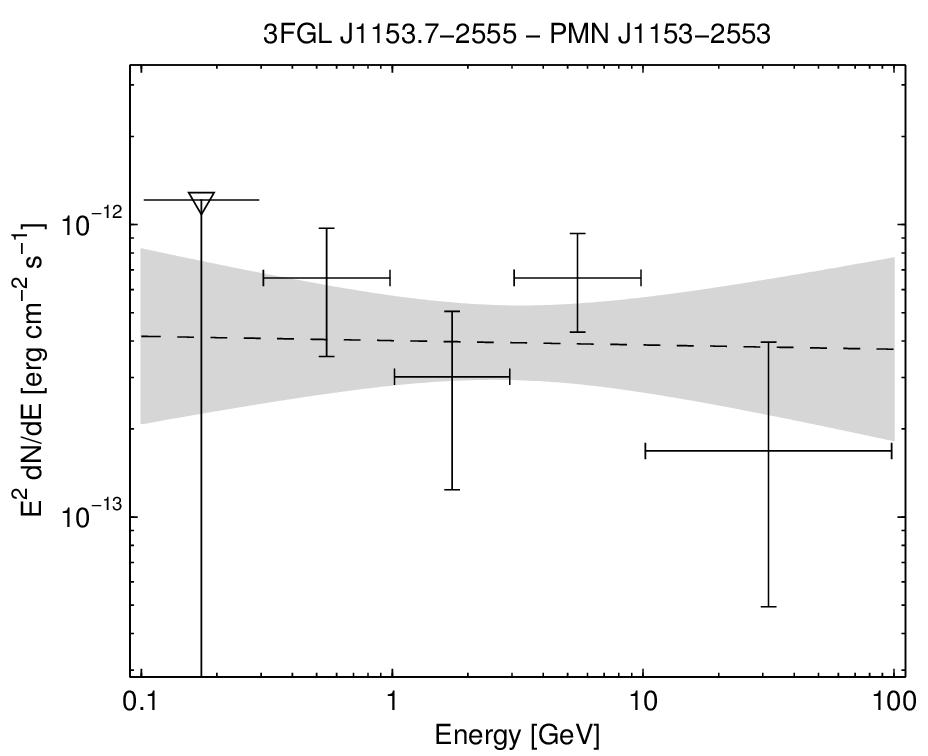 3FGL J1153.7−2555 − PMN J1153−2553
E² dN/dE [erg cm⁻² s⁻¹]
10⁻¹²
10⁻¹³
0.1 1 10 100
Energy [GeV]